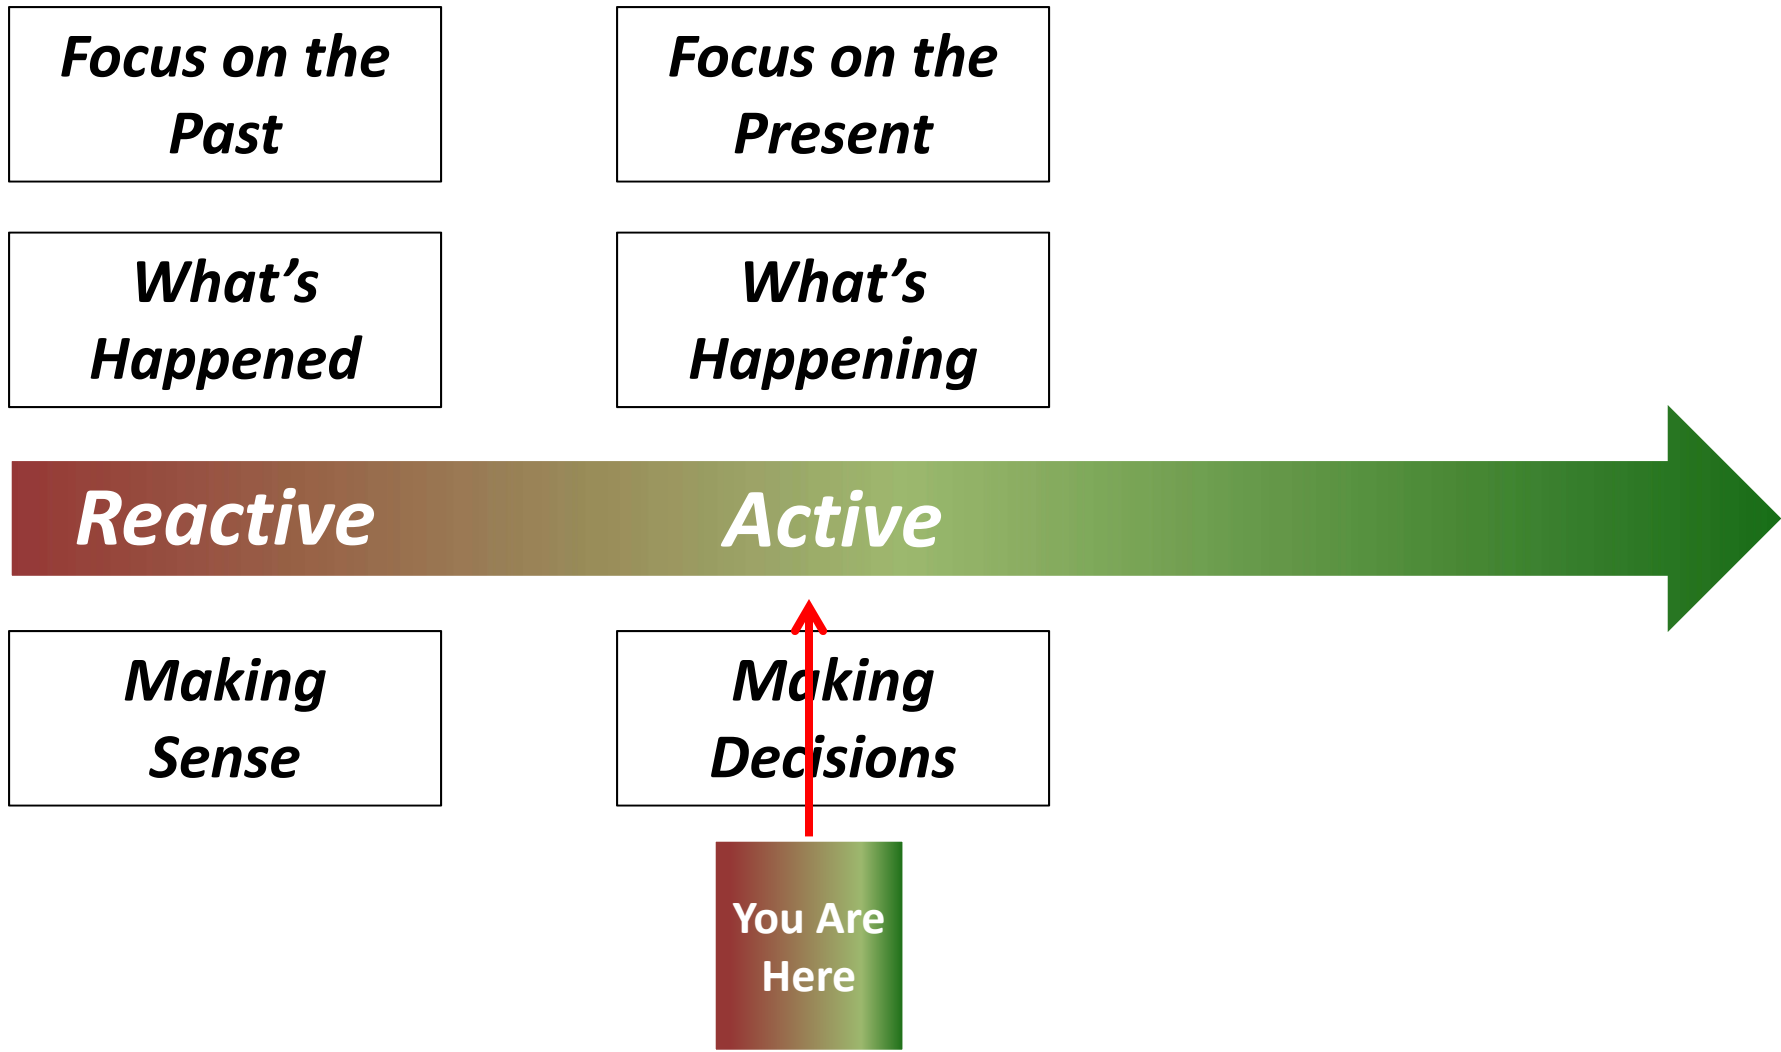 Focus on the
Past
Focus on the
Present
What’s
Happened
What’s
Happening
Reactive
Active
Making
Sense
Making
Decisions
You Are
Here